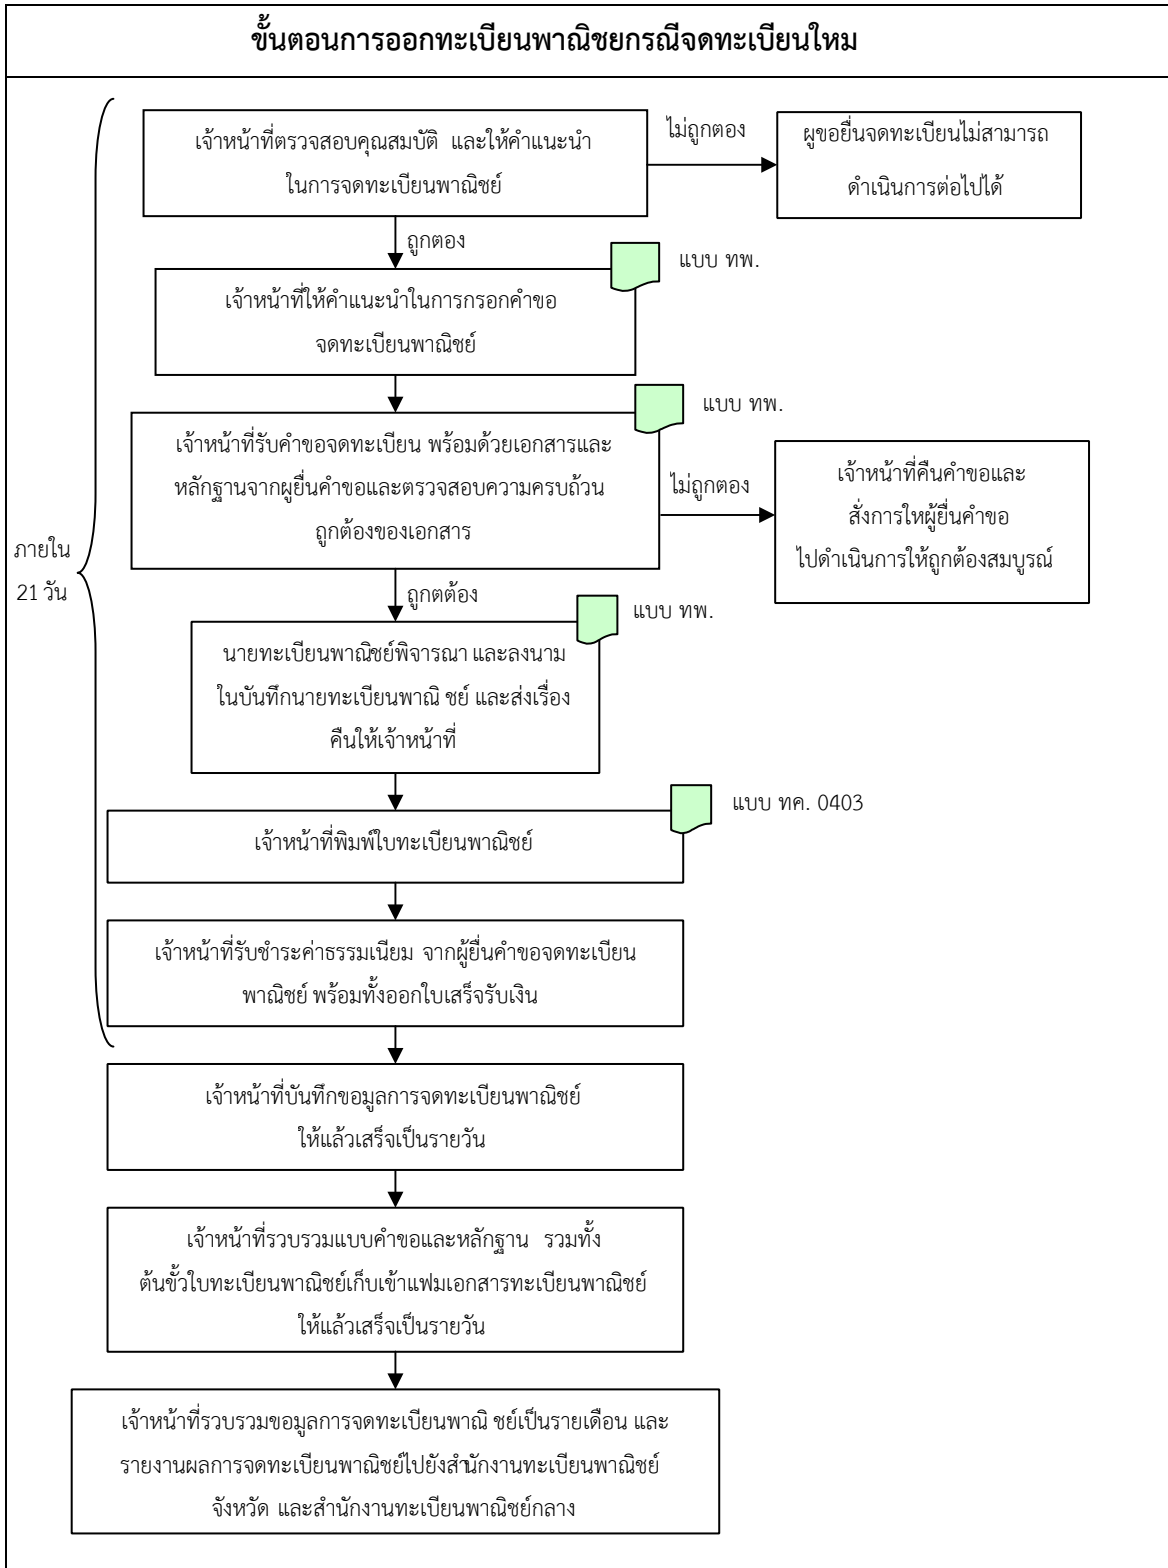 ขั้นตอนการออกทะเบียนพาณิชยกรณีจดทะเบียนใหม
เจ้าหน้าที่ตรวจสอบคุณสมบัติ และให้คำแนะนำ
ในการจดทะเบียนพาณิชย์
ไม่ถูกตอง
ผูขอยื่นจดทะเบียนไม่สามารถ
ดำเนินการต่อไปได้
ถูกตอง
แบบ ทพ.
เจ้าหน้าที่ให้คำแนะนำในการกรอกคำขอ
จดทะเบียนพาณิชย์
แบบ ทพ.
เจ้าหน้าที่รับคำขอจดทะเบียน พร้อมด้วยเอกสารและ
หลักฐานจากผู้ยื่นคำขอและตรวจสอบความครบถ้วน
ถูกต้องของเอกสาร
ไม่ถูกตอง
เจ้าหน้าที่คืนคำขอและ
สั่งการใหผู้ยื่นคำขอ
ไปดำเนินการให้ถูกต้องสมบูรณ์
ภายใน
21 วัน
ถูกตต้อง
แบบ ทพ.
นายทะเบียนพาณิชย์พิจารณา และลงนาม
ในบันทึกนายทะเบียนพาณิ ชย์ และส่งเรื่อง
คืนให้เจ้าหน้าที่
แบบ ทค. 0403
เจ้าหน้าที่พิมพ์ใบทะเบียนพาณิชย์
เจ้าหน้าที่รับชำระค่าธรรมเนียม จากผู้ยื่นคำขอจดทะเบียน
พาณิชย์ พร้อมทั้งออกใบเสร็จรับเงิน
เจ้าหน้าที่บันทึกขอมูลการจดทะเบียนพาณิชย์
ให้แล้วเสร็จเป็นรายวัน
เจ้าหน้าที่รวบรวมแบบคำขอและหลักฐาน รวมทั้ง
ต้นขั้วใบทะเบียนพาณิชย์เก็บเข้าแฟมเอกสารทะเบียนพาณิชย์
ให้แล้วเสร็จเป็นรายวัน
เจ้าหน้าที่รวบรวมขอมูลการจดทะเบียนพาณิ ชย์เป็นรายเดือน และ
รายงานผลการจดทะเบียนพาณิชย์ไปยังสำนักงานทะเบียนพาณิชย์
จังหวัด และสำนักงานทะเบียนพาณิชย์กลาง